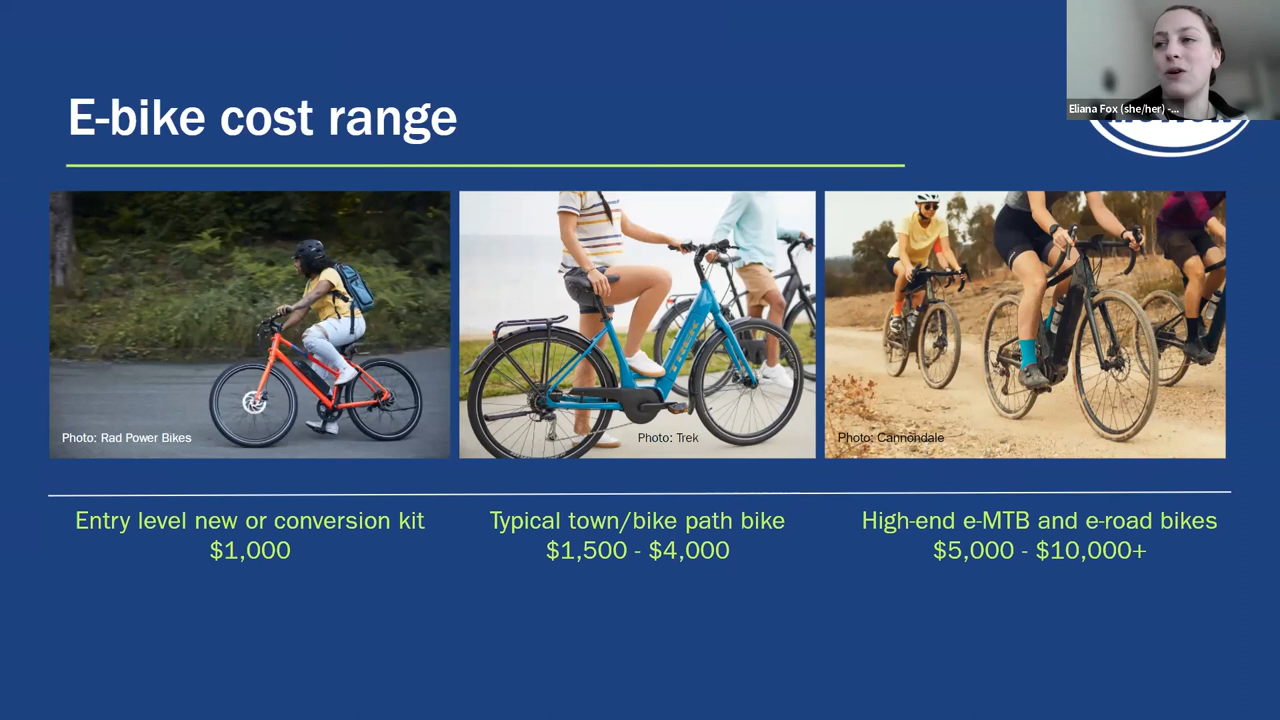 Eliana Fox (she/her) -...
E-bike cost range
Photo: Rad Power Bikes
Photo: Trek
Photo: Cannondale
TREK
Entry level new or conversion kit
$1,000
Typical town/bike path bike
$1,500 - $4,000
High-end e-MTB and e-road bikes
$5,000 - $10,000+